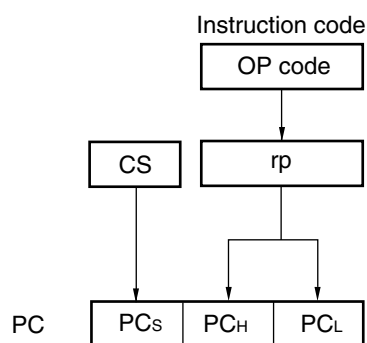 Instruction code
OP code
CS
rp
PC
PCS
PCH
PCL